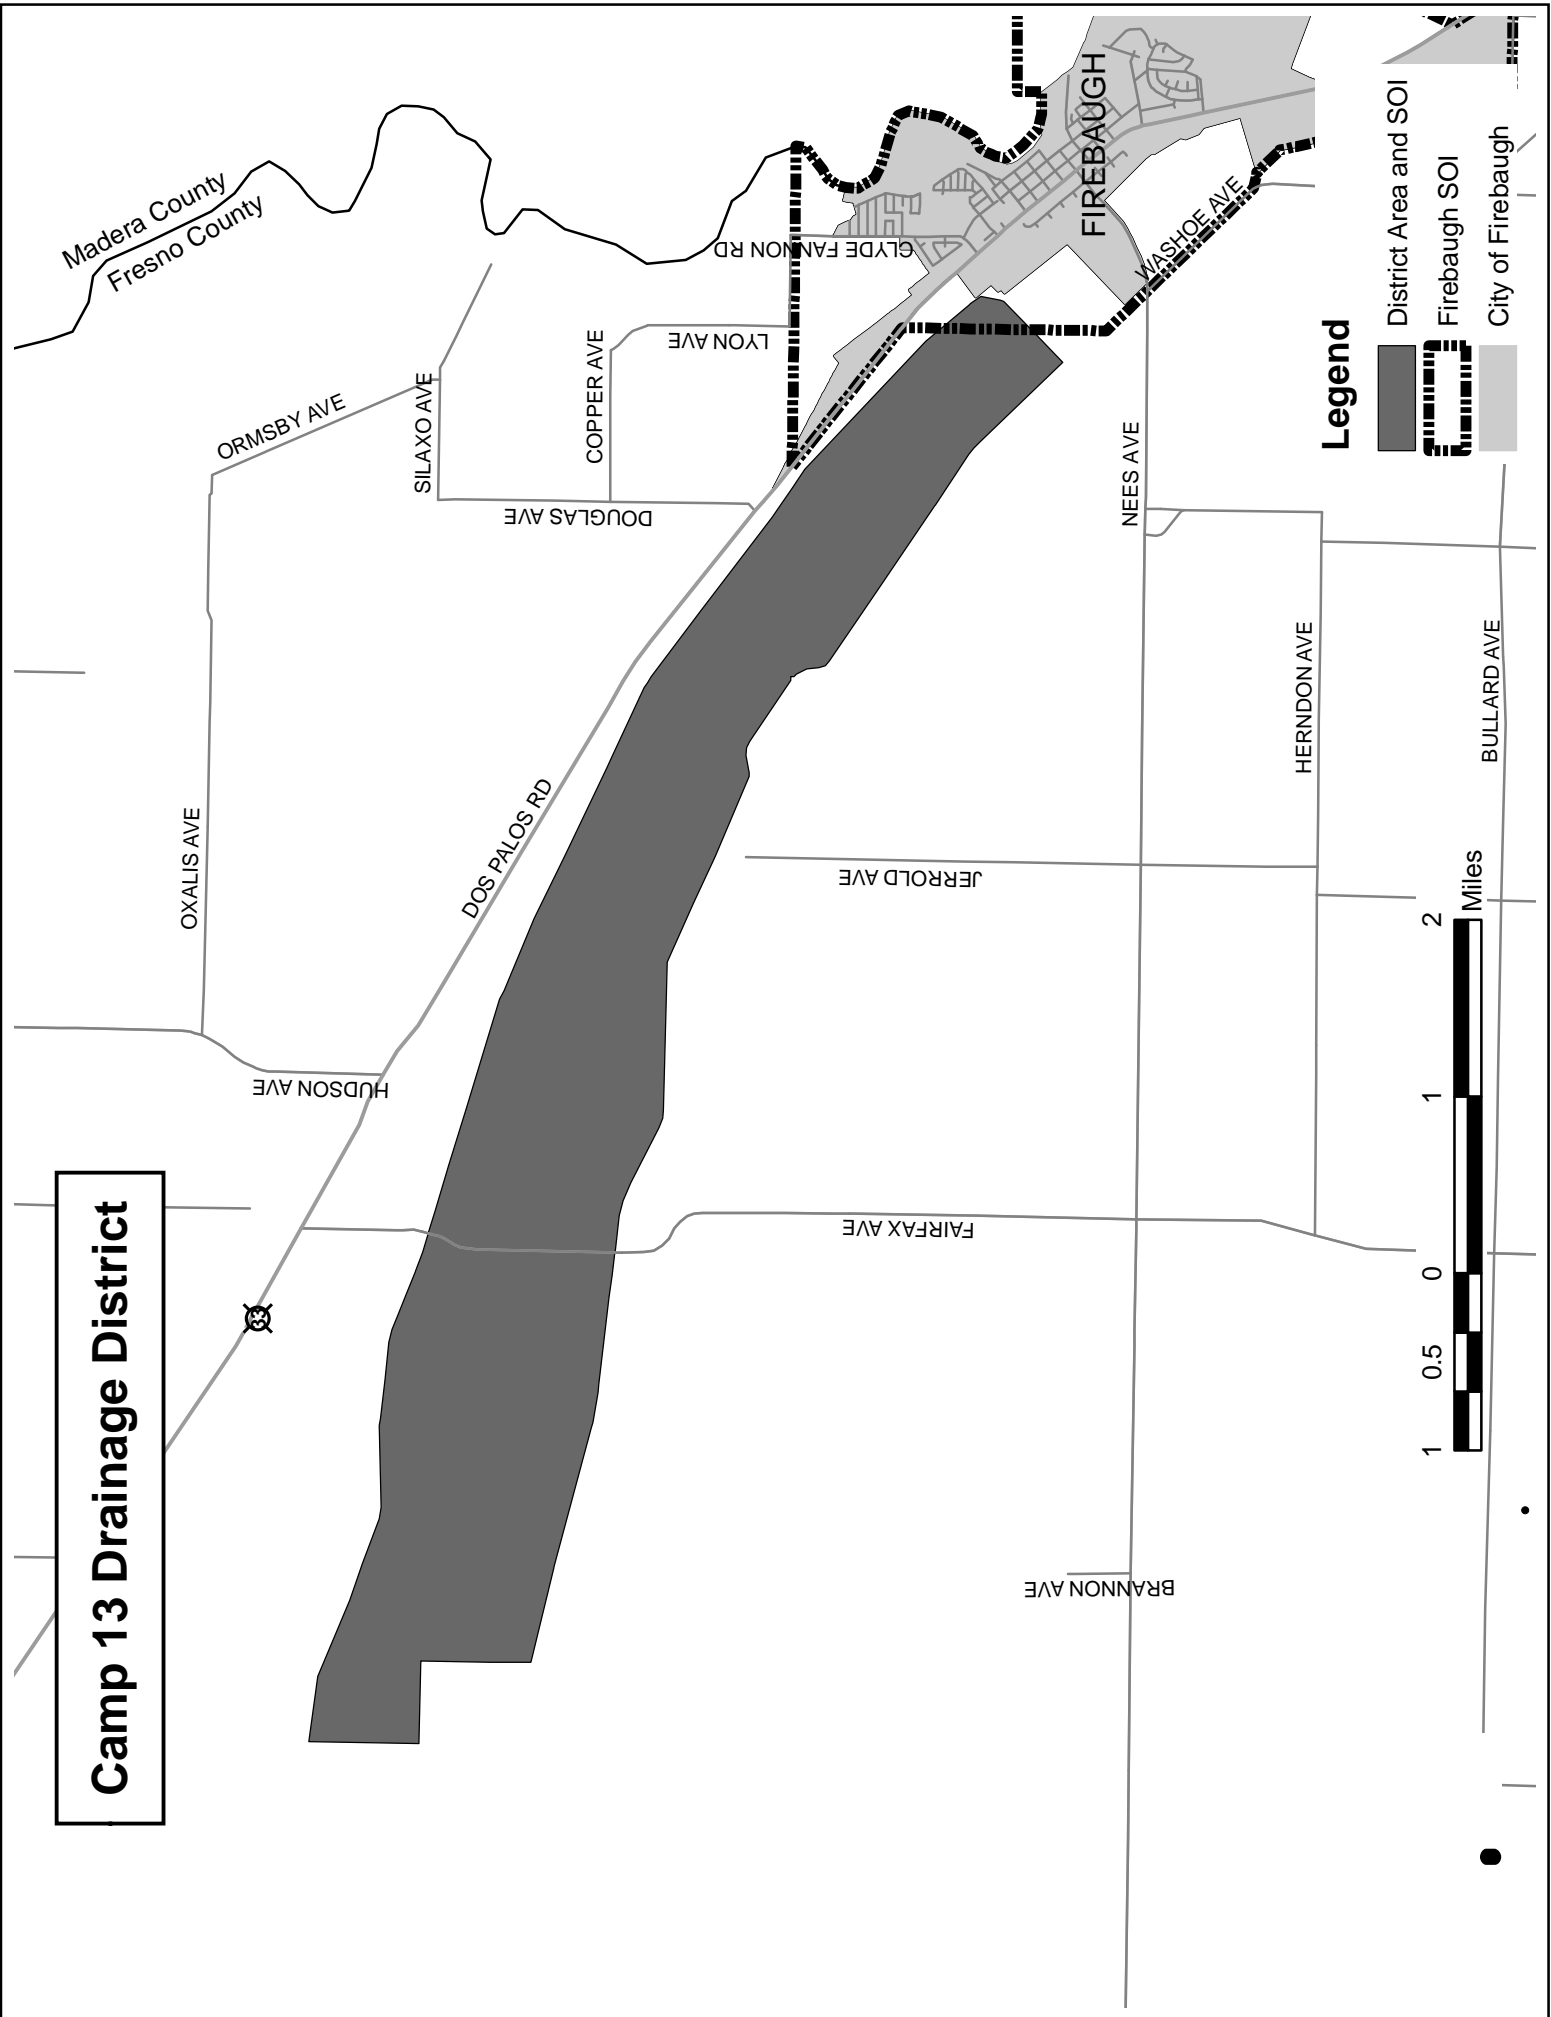 Camp 13 Drainage District
Madera County
Fresno County
33
HUDSON AVE
OXALIS AVE
DOS PALOS RD
ORMSBY AVE
SILAXO AVE
DOUGLAS AVE
COPPER AVE
LYON AVE
CLYDE FANNON RD
FIREBAUGH
WASHOE AVE
NEES AVE
FAIRFAX AVE
JERROLD AVE
BRANNON AVE
HERNDON AVE
BULLARD AVE
Legend
District Area and SOI
Firebaugh SOI
City of Firebaugh
1 0.5 0 1 2
Miles